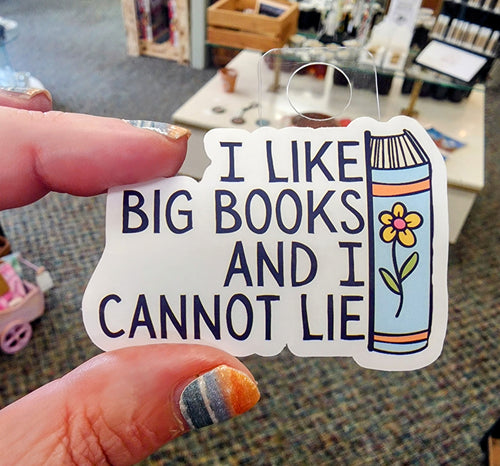 I LIKE
BIG BOOKS
AND I
CANNOT LIE